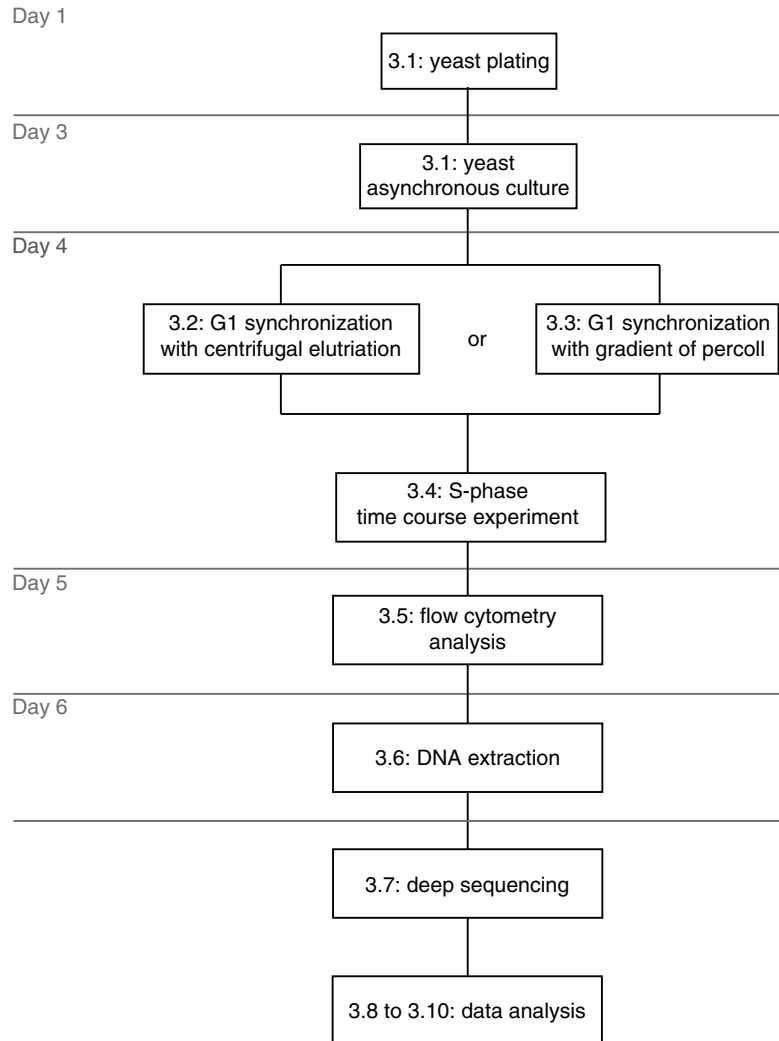 Day 1
3.1: yeast plating
Day 3
3.1: yeast
asynchronous culture
Day 4
3.2: G1 synchronization
with centrifugal elutriation
or
3.3: G1 synchronization
with gradient of percoll
3.4: S-phase
time course experiment
Day 5
3.5: flow cytometry
analysis
Day 6
3.6: DNA extraction
3.7: deep sequencing
3.8 to 3.10: data analysis